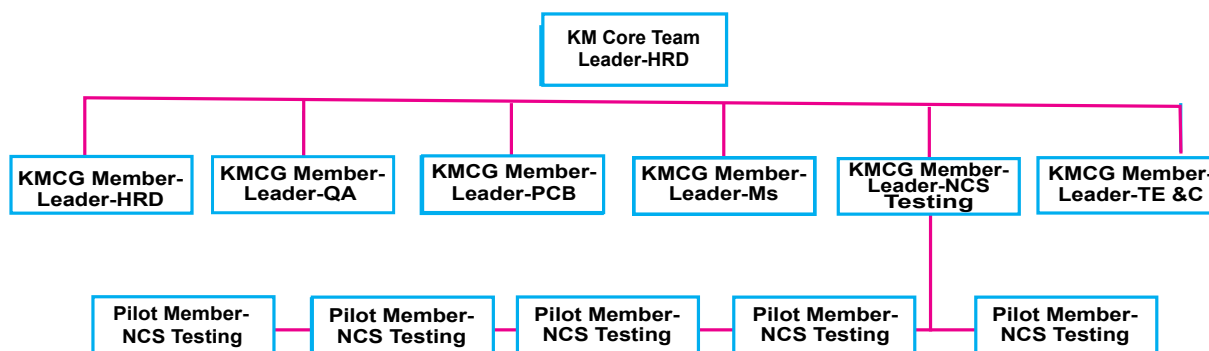 KM Core Team
Leader-HRD
KMCG Member-
Leader-HRD
KMCG Member-
Leader-QA
KMCG Member-
Leader-PCB
KMCG Member-
Leader-Ms
KMCG Member-
Leader-NCS
Testing
KMCG Member-
Leader-TE &C
Pilot Member-
NCS Testing
Pilot Member-
NCS Testing
Pilot Member-
NCS Testing
Pilot Member-
NCS Testing
Pilot Member-
NCS Testing